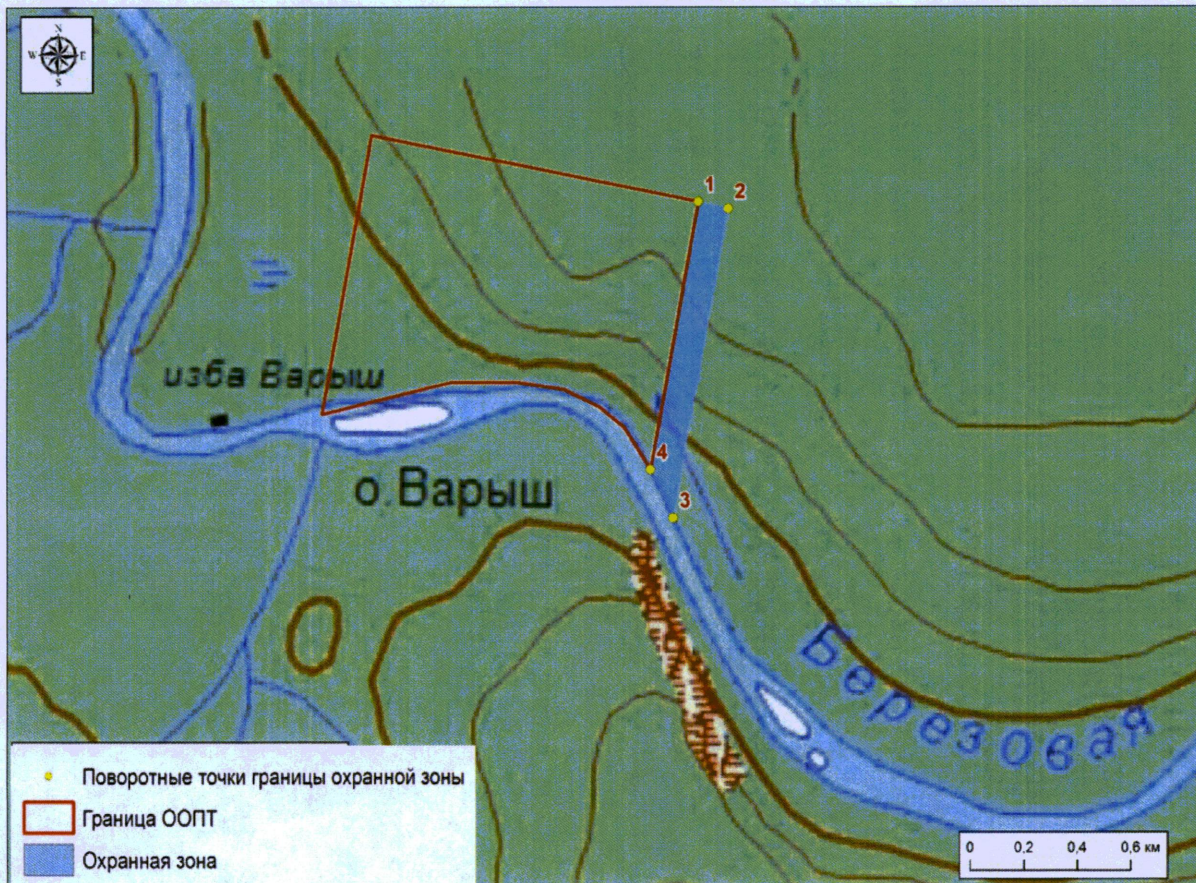 N
W E
S
1
2
изба Варыш
4
о.Варыш
3
Березовая
Поворотные точки границы охранной зоны
Граница ООПТ
Охранная зона
0 0,2 0,4 0,6 км